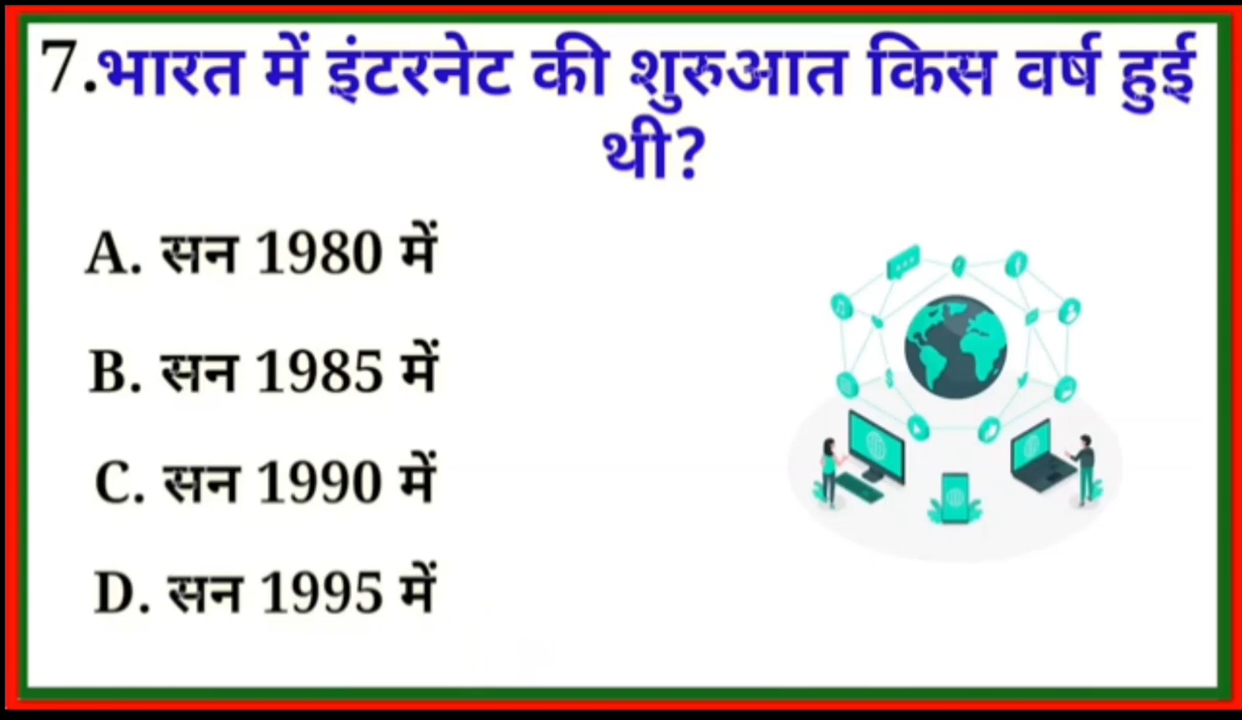 7.भारत में इंटरनेट की शुरुआत किस वर्ष हुई
थी?
A. सन 1980 में
B. सन 1985 में
C. सन 1990 में
D. सन 1995 में